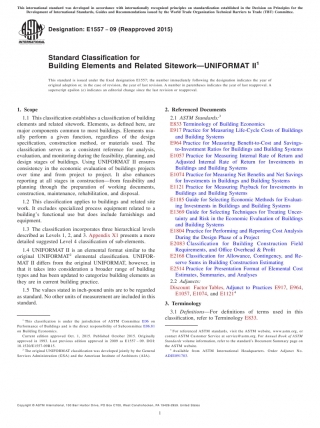 This international standard was developed in accordance with internationally recognized principles on standardization established in the Decision on Principles for the
Development of International Standards, Guides and Recommendations issued by the World Trade Organization Technical Barriers to Trade (TBT) Committee.
Designation: E1557 - 09 (Reapproved 2015)
Standard Classification for
Building Elements and Related Sitework—UNIFORMAT II¹
This standard is issued under the fixed designation E1557; the number immediately following the designation indicates the year of
original adoption or, in the case of revision, the year of last revision. A number in parentheses indicates the year of last reapproval. A
superscript epsilon (ε) indicates an editorial change since the last revision or reapproval.
1. Scope
1.1 This classification establishes a classification of building
elements and related sitework. Elements, as defined here, are
major components common to most buildings. Elements usu-
ally perform a given function, regardless of the design
specification, construction method, or materials used. The
classification serves as a consistent reference for analysis,
evaluation, and monitoring during the feasibility, planning, and
design stages of buildings. Using UNIFORMAT II ensures
consistency in the economic evaluation of buildings projects
over time and from project to project. It also enhances
reporting at all stages in construction—from feasibility and
planning through the preparation of working documents,
construction, maintenance, rehabilitation, and disposal.
1.2 This classification applies to buildings and related site
work. It excludes specialized process equipment related to a
building's functional use but does include furnishings and
equipment.
1.3 The classification incorporates three hierarchical levels
described as Levels 1, 2, and 3. Appendix X1 presents a more
detailed suggested Level 4 classification of sub-elements.
1.4 UNIFORMAT II is an elemental format similar to the
original UNIFORMAT² elemental classification. UNIFOR-
MAT II differs from the original UNIFORMAT, however, in
that it takes into consideration a broader range of building
types and has been updated to categorize building elements as
they are in current building practice.
1.5 The values stated in inch-pound units are to be regarded
as standard. No other units of measurement are included in this
standard.
¹ This classification is under the jurisdiction of ASTM Committee E06 on
Performance of Buildings and is the direct responsibility of Subcommittee E06.81
on Building Economics.
Current edition approved Oct. 1, 2015. Published October 2015. Originally
approved in 1993. Last previous edition approved in 2009 as E1557 – 09. DOI:
10.1520/E1557-09R15.
² The original UNIFORMAT classification was developed jointly by the General
Services Administration (GSA) and the American Institute of Architects (AIA).
2. Referenced Documents
2.1 ASTM Standards:³
E833 Terminology of Building Economics
E917 Practice for Measuring Life-Cycle Costs of Buildings
and Building Systems
E964 Practice for Measuring Benefit-to-Cost and Savings-
to-Investment Ratios for Buildings and Building Systems
E1057 Practice for Measuring Internal Rate of Return and
Adjusted Internal Rate of Return for Investments in
Buildings and Building Systems
E1074 Practice for Measuring Net Benefits and Net Savings
for Investments in Buildings and Building Systems
E1121 Practice for Measuring Payback for Investments in
Buildings and Building Systems
E1185 Guide for Selecting Economic Methods for Evaluat-
ing Investments in Buildings and Building Systems
E1369 Guide for Selecting Techniques for Treating Uncer-
tainty and Risk in the Economic Evaluation of Buildings
and Building Systems
E1804 Practice for Performing and Reporting Cost Analysis
During the Design Phase of a Project
E2083 Classification for Building Construction Field
Requirements, and Office Overhead & Profit
E2168 Classification for Allowance, Contingency, and Re-
serve Sums in Building Construction Estimating
E2514 Practice for Presentation Format of Elemental Cost
Estimates, Summaries, and Analyses
2.2 Adjuncts:
Discount Factor Tables, Adjunct to Practices E917, E964,
E1057, E1074, and E1121⁴
3. Terminology
3.1 Definitions—For definitions of terms used in this
classification, refer to Terminology E833.
³ For referenced ASTM standards, visit the ASTM website, www.astm.org, or
contact ASTM Customer Service at service@astm.org. For Annual Book of ASTM
Standards volume information, refer to the standard's Document Summary page on
the ASTM website.
⁴ Available from ASTM International Headquarters. Order Adjunct No.
Copyright © ASTM International, 100 Barr Harbor Drive, PO Box C700, West Conshohocken, PA 19428-2959. United States
1